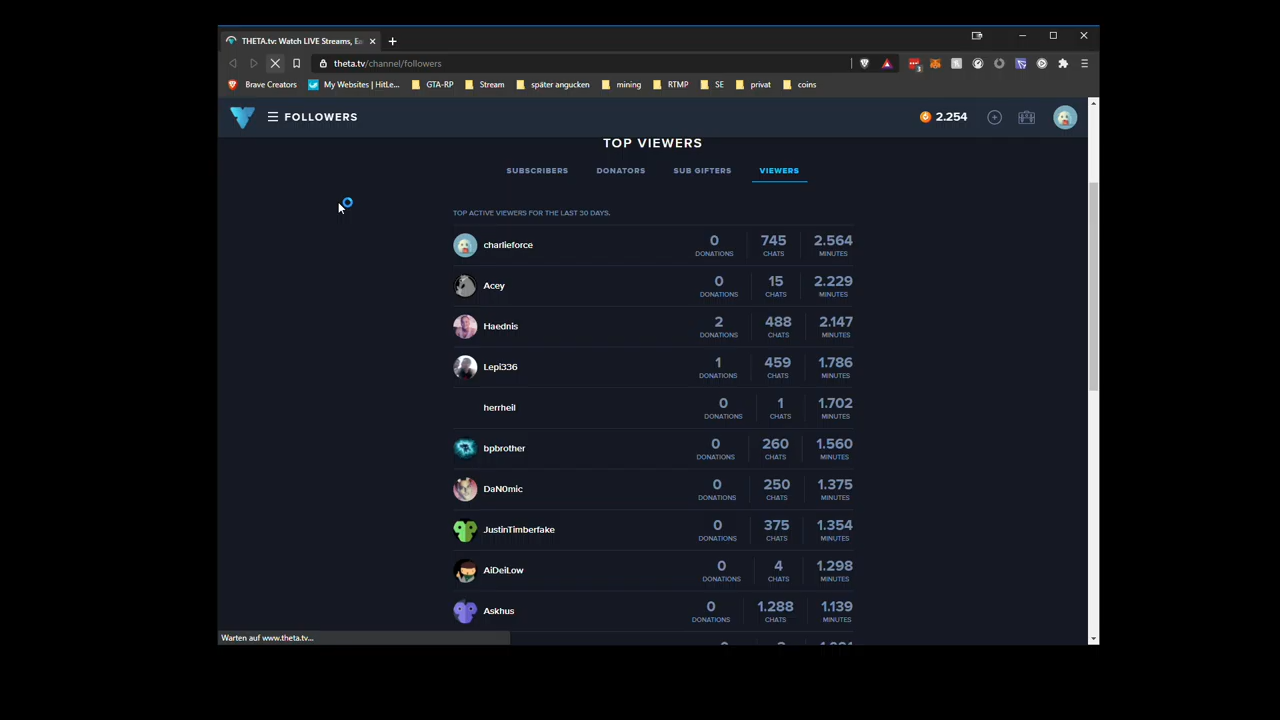 THETA.tv: Watch LIVE Streams, Ea
theta.tv/channel/followers
3
Brave Creators My Websites | HitLe... GTA-RP Stream später angucken mining RTMP SE privat coins
FOLLOWERS 2.254
TOP VIEWERS
SUBSCRIBERS DONATORS SUB GIFTERS VIEWERS
TOP ACTIVE VIEWERS FOR THE LAST 30 DAYS.
charlieforce 0 745 2.564
DONATIONS CHATS MINUTES
Acey 0 15 2.229
DONATIONS CHATS MINUTES
Haednis 2 488 2.147
DONATIONS CHATS MINUTES
Lepi336 1 459 1.786
DONATIONS CHATS MINUTES
herrheil 0 1 1.702
DONATIONS CHATS MINUTES
bpbrother 0 260 1.560
DONATIONS CHATS MINUTES
DaN0mic 0 250 1.375
DONATIONS CHATS MINUTES
JustinTimberfake 0 375 1.354
DONATIONS CHATS MINUTES
AiDeiLow 0 4 1.298
DONATIONS CHATS MINUTES
Askhus 0 1.288 1.139
DONATIONS CHATS MINUTES
Warten auf www.theta.tv...